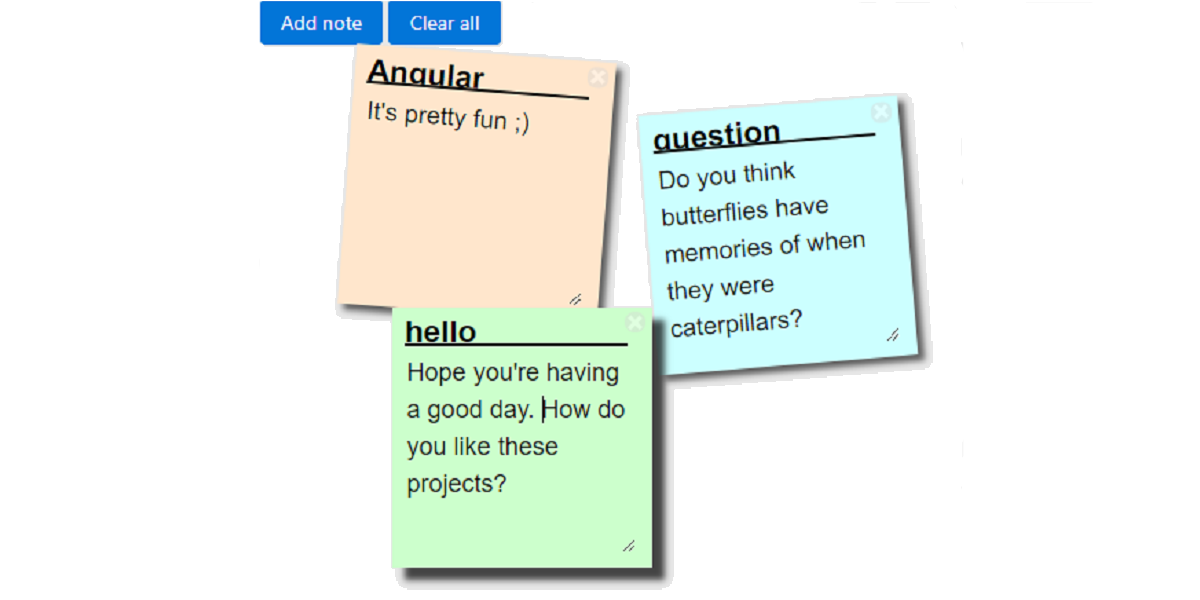 Add note
Clear all
Angular
It's pretty fun ;)
question
Do you think
butterflies have
memories of when
they were
caterpillars?
hello
Hope you're having
a good day. How do
you like these
projects?